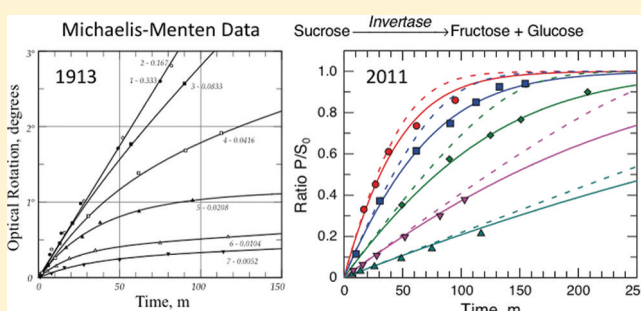 Michaelis-Menten Data
Sucrose Invertase Fructose + Glucose
1913
2011
Optical Rotation, degrees
3°
2°
1°
0
0
50
100
150
Time, m
2 - 0.167
1 - 0.333
3 - 0.0833
4 - 0.0416
5 - 0.0208
6 - 0.0104
7 - 0.0052
Ratio P/S0
1.0
0.8
0.6
0.4
0.2
0
0
50
100
150
200
25
Time, m